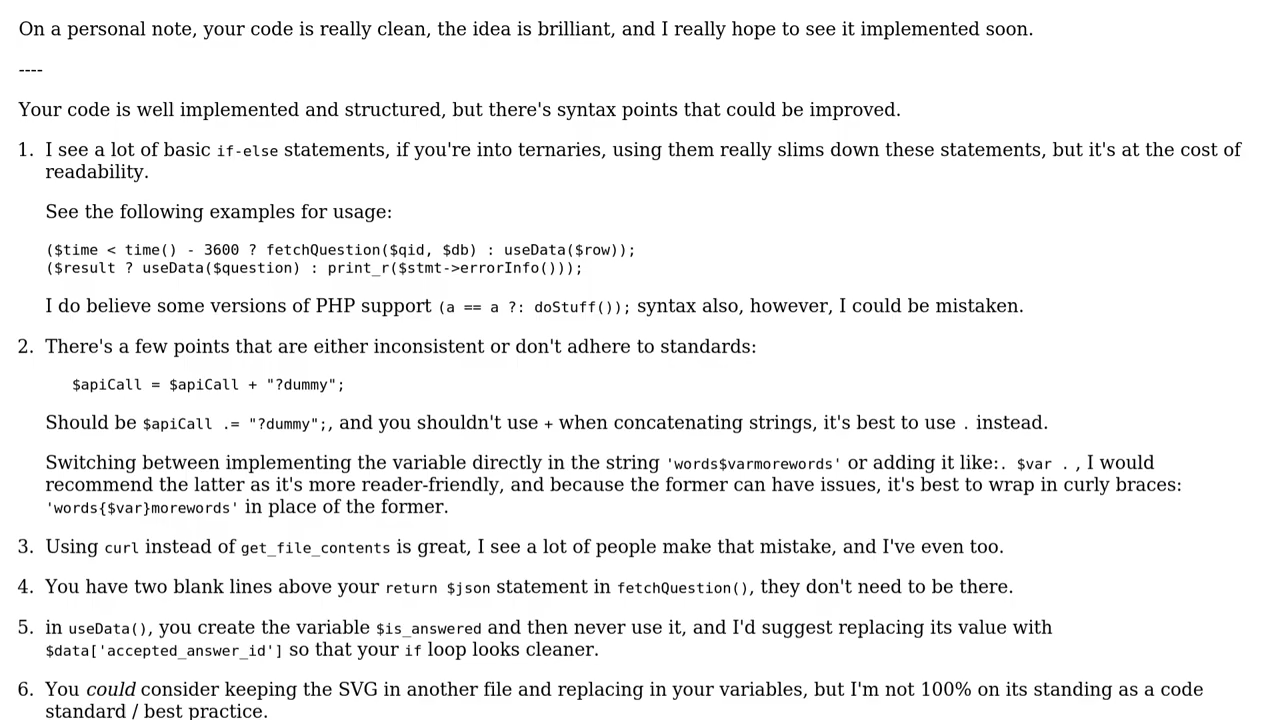 On a personal note, your code is really clean, the idea is brilliant, and I really hope to see it implemented soon.
----
Your code is well implemented and structured, but there's syntax points that could be improved.
1. I see a lot of basic if-else statements, if you're into ternaries, using them really slims down these statements, but it's at the cost of
readability.
See the following examples for usage:
($time < time() - 3600 ? fetchQuestion($qid, $db) : useData($row));
($result ? useData($question) : print_r($stmt->errorInfo()));
I do believe some versions of PHP support (a == a ?: doStuff()); syntax also, however, I could be mistaken.
2. There's a few points that are either inconsistent or don't adhere to standards:
$apiCall = $apiCall + "?dummy";
Should be $apiCall .= "?dummy";, and you shouldn't use + when concatenating strings, it's best to use . instead.
Switching between implementing the variable directly in the string 'words$varmorewords' or adding it like:. $var . , I would
recommend the latter as it's more reader-friendly, and because the former can have issues, it's best to wrap in curly braces:
'words{$var}morewords' in place of the former.
3. Using curl instead of get_file_contents is great, I see a lot of people make that mistake, and I've even too.
4. You have two blank lines above your return $json statement in fetchQuestion(), they don't need to be there.
5. in useData(), you create the variable $is_answered and then never use it, and I'd suggest replacing its value with
$data['accepted_answer_id'] so that your if loop looks cleaner.
6. You could consider keeping the SVG in another file and replacing in your variables, but I'm not 100% on its standing as a code
standard / best practice.